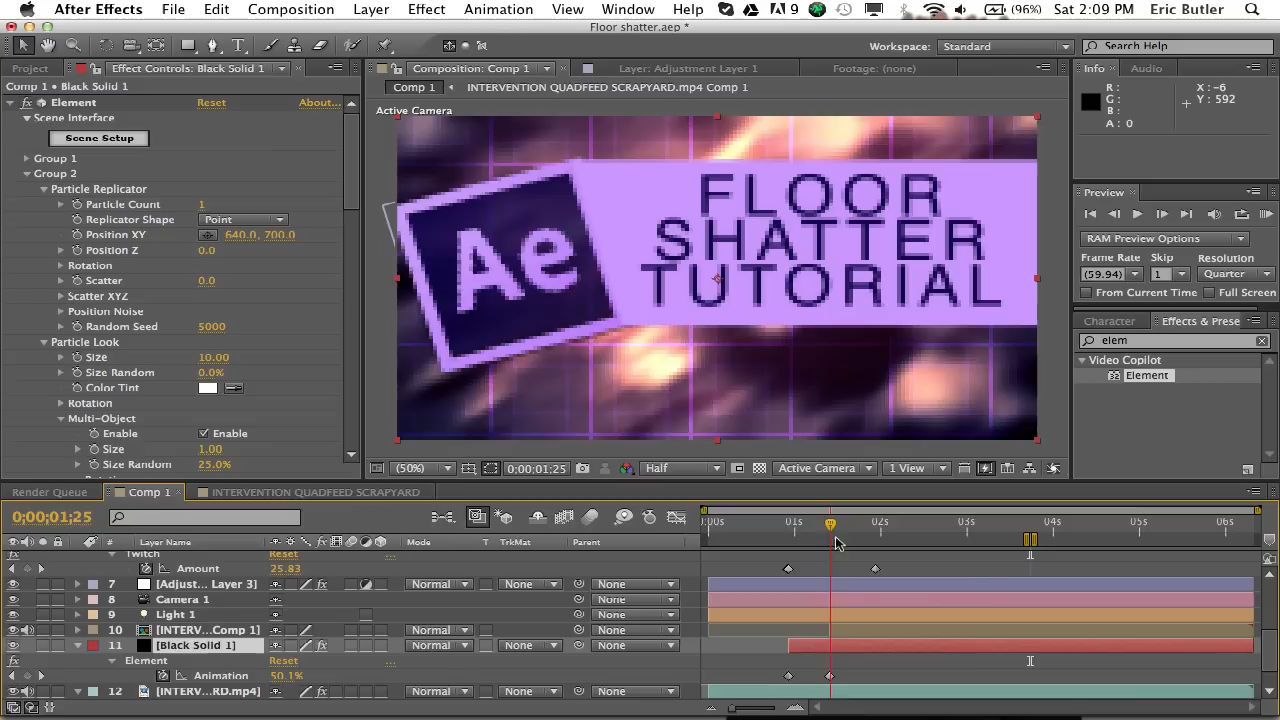 After Effects File Edit Composition Layer Effect Animation View Window Help 9 (96%) Sat 2:09 PM Eric Butler
Floor shatter.aep *
Workspace: Standard Search Help
Project Effect Controls: Black Solid 1 Composition: Comp 1 Layer: Adjustment Layer 1 Footage: (none) Info Audio
Comp 1 • Black Solid 1 Comp 1 INTERVENTION QUADFEED SCRAPYARD.mp4 Comp 1
Element Reset About...
Scene Interface
Scene Setup
Group 1
Group 2
Particle Replicator
Particle Count 1
Replicator Shape Point
Position XY 640.0, 700.0
Position Z 0.0
Rotation
Scatter 0.0
Scatter XYZ
Position Noise
Random Seed 5000
Particle Look
Size 10.00
Size Random 0.0%
Color Tint
Rotation
Multi-Object
Enable Enable
Size 1.00
Size Random 25.0%
Active Camera
Ae
FLOOR
SHATTER
TUTORIAL
(50%) 0;00;01;25 Half Active Camera 1 View
R :
G :
B :
A : 0
X : -6
Y : 592
Preview
RAM Preview Options
Frame Rate Skip Resolution
(59.94) 1 Quarter
From Current Time Full Screen
Character Effects & Prese
elem
Video Copilot
Element
Render Queue Comp 1 INTERVENTION QUADFEED SCRAPYARD
0;00;01;25
0:00s 01s 02s 03s 04s 05s 06s
# Layer Name Mode T TrkMat Parent
Twitch Reset ...
Amount 25.83
7 [Adjust... Layer 3] Normal None None
8 Camera 1 None
9 Light 1 None
10 [INTERV...Comp 1] Normal None None
11 [Black Solid 1] Normal None None
Element Reset ...
Animation 50.1%
12 [INTERV...RD.mp4] Normal None None